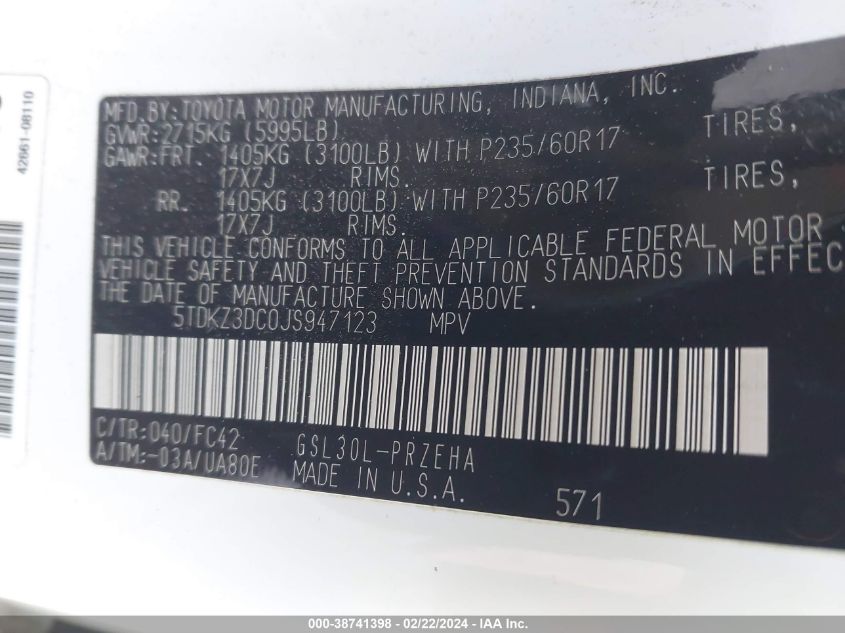 42661-08110
MFD.BY:TOYOTA MOTOR MANUFACTURING, INDIANA, INC.
GVWR:2715KG (5995LB)
GAWR:FRT. 1405KG (3100LB) WITH P235/60R17 TIRES,
17X7J RIMS.
RR. 1405KG (3100LB) WITH P235/60R17 TIRES,
17X7J RIMS.
THIS VEHICLE CONFORMS TO ALL APPLICABLE FEDERAL MOTOR
VEHICLE SAFETY AND THEFT PREVENTION STANDARDS IN EFFEC
THE DATE OF MANUFACTURE SHOWN ABOVE.
5TDKZ3DC0JS947123 MPV
C/TR:040/FC42 GSL30L-PRZEHA
A/TM:-03A/UA80E MADE IN U.S.A. 571
000-38741398 - 02/22/2024 - IAA Inc.